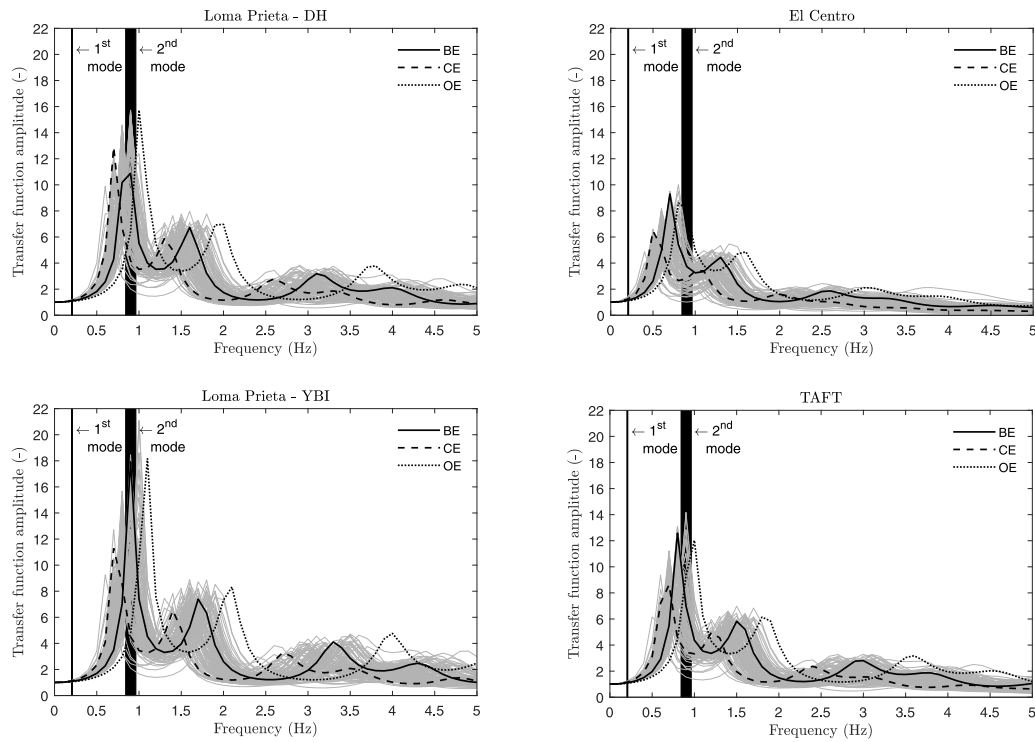 Loma Prieta - DH
22
20
18
16
14
12
10
8
6
4
2
0
Transfer function amplitude (-)
← 1st
mode
← 2nd
mode
BE
CE
OE
0 0.5 1 1.5 2 2.5 3 3.5 4 4.5 5
Frequency (Hz)
El Centro
22
20
18
16
14
12
10
8
6
4
2
0
Transfer function amplitude (-)
← 1st
mode
← 2nd
mode
BE
CE
OE
0 0.5 1 1.5 2 2.5 3 3.5 4 4.5 5
Frequency (Hz)
Loma Prieta - YBI
22
20
18
16
14
12
10
8
6
4
2
0
Transfer function amplitude (-)
← 1st
mode
← 2nd
mode
BE
CE
OE
0 0.5 1 1.5 2 2.5 3 3.5 4 4.5 5
Frequency (Hz)
TAFT
22
20
18
16
14
12
10
8
6
4
2
0
Transfer function amplitude (-)
← 1st
mode
← 2nd
mode
BE
CE
OE
0 0.5 1 1.5 2 2.5 3 3.5 4 4.5 5
Frequency (Hz)